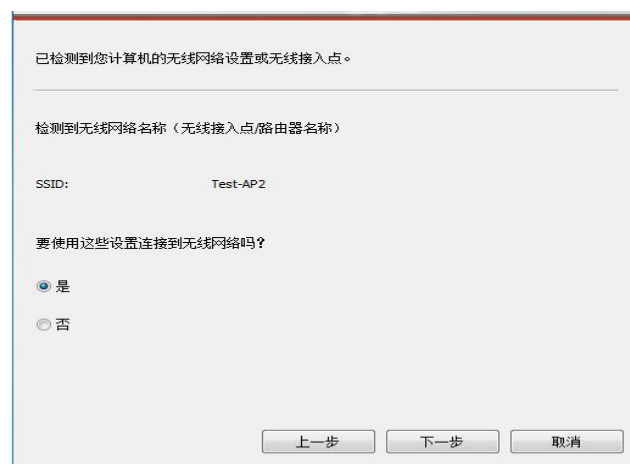 已检测到您计算机的无线网络设置或无线接入点。
检测到无线网络名称（无线接入点/路由器名称）
SSID: Test-AP2
要使用这些设置连接到无线网络吗?
是
否
上一步 下一步 取消